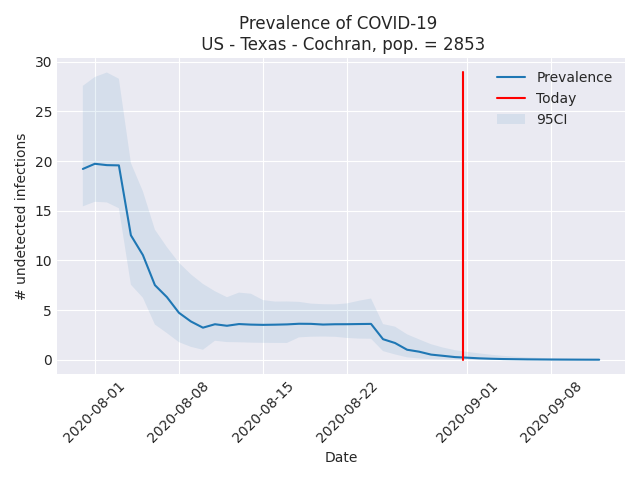 Prevalence of COVID-19
US - Texas - Cochran, pop. = 2853
30
25
20
15
10
5
0
# undetected infections
Prevalence
Today
95CI
2020-08-01
2020-08-08
2020-08-15
2020-08-22
2020-09-01
2020-09-08
Date